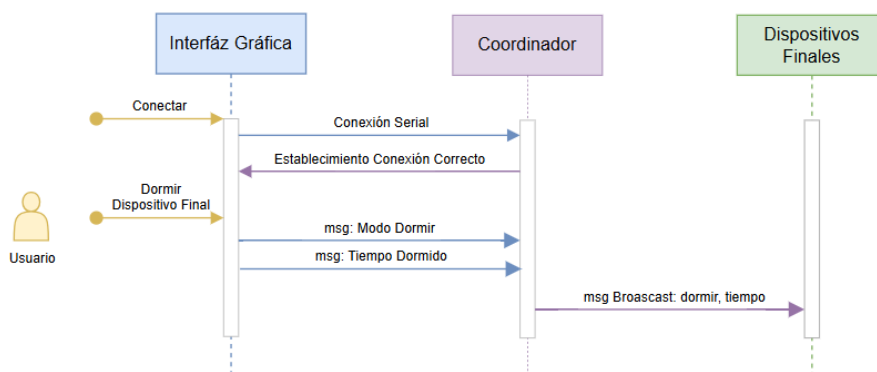 Interfáz Gráfica
Coordinador
Dispositivos
Finales
Conectar
Conexión Serial
Establecimiento Conexión Correcto
Dormir
Dispositivo Final
msg: Modo Dormir
Usuario
msg: Tiempo Dormido
msg Broascast: dormir, tiempo